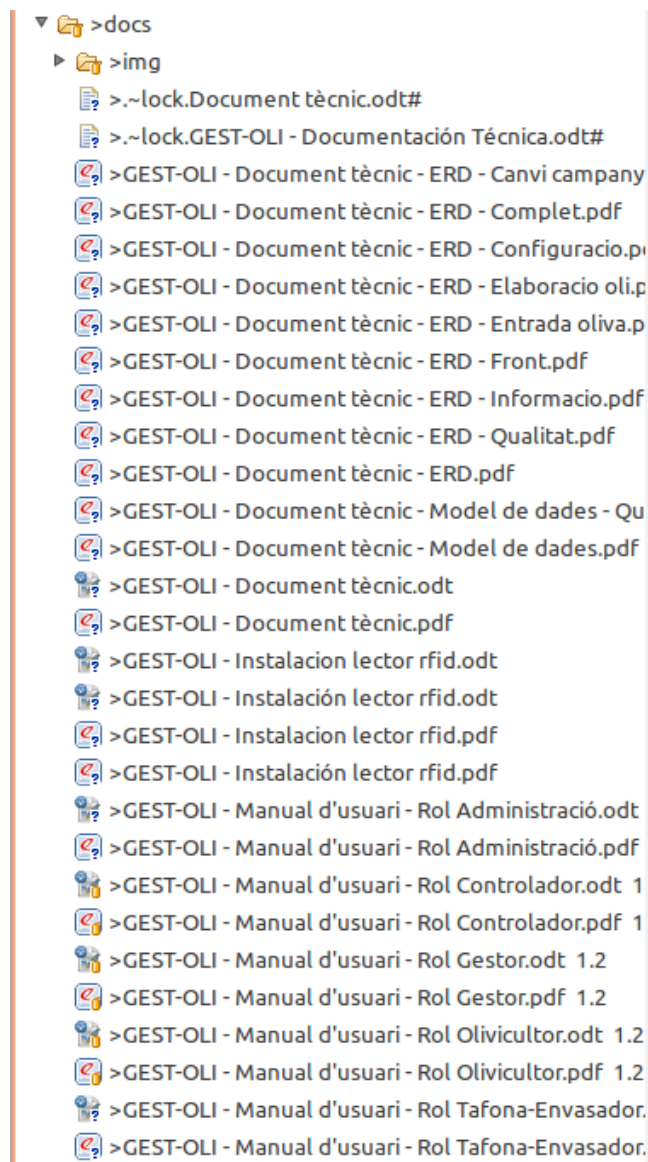 >docs
>img
>.~lock.Document tècnic.odt#
>.~lock.GEST-OLI - Documentación Técnica.odt#
>GEST-OLI - Document tècnic - ERD - Canvi campany
>GEST-OLI - Document tècnic - ERD - Complet.pdf
>GEST-OLI - Document tècnic - ERD - Configuracio.p
>GEST-OLI - Document tècnic - ERD - Elaboracio oli.p
>GEST-OLI - Document tècnic - ERD - Entrada oliva.p
>GEST-OLI - Document tècnic - ERD - Front.pdf
>GEST-OLI - Document tècnic - ERD - Informacio.pdf
>GEST-OLI - Document tècnic - ERD - Qualitat.pdf
>GEST-OLI - Document tècnic - ERD.pdf
>GEST-OLI - Document tècnic - Model de dades - Qu
>GEST-OLI - Document tècnic - Model de dades.pdf
>GEST-OLI - Document tècnic.odt
>GEST-OLI - Document tècnic.pdf
>GEST-OLI - Instalacion lector rfid.odt
>GEST-OLI - Instalación lector rfid.odt
>GEST-OLI - Instalacion lector rfid.pdf
>GEST-OLI - Instalación lector rfid.pdf
>GEST-OLI - Manual d'usuari - Rol Administració.odt
>GEST-OLI - Manual d'usuari - Rol Administració.pdf
>GEST-OLI - Manual d'usuari - Rol Controlador.odt 1
>GEST-OLI - Manual d'usuari - Rol Controlador.pdf 1
>GEST-OLI - Manual d'usuari - Rol Gestor.odt 1.2
>GEST-OLI - Manual d'usuari - Rol Gestor.pdf 1.2
>GEST-OLI - Manual d'usuari - Rol Olivicultor.odt 1.2
>GEST-OLI - Manual d'usuari - Rol Olivicultor.pdf 1.2
>GEST-OLI - Manual d'usuari - Rol Tafona-Envasador.
>GEST-OLI - Manual d'usuari - Rol Tafona-Envasador.